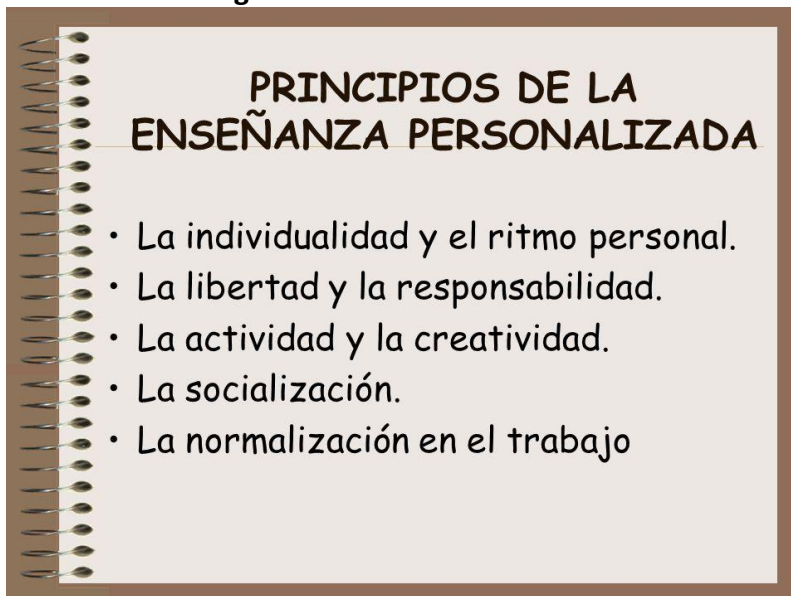 PRINCIPIOS DE LA
ENSEÑANZA PERSONALIZADA
• La individualidad y el ritmo personal.
• La libertad y la responsabilidad.
• La actividad y la creatividad.
• La socialización.
• La normalización en el trabajo